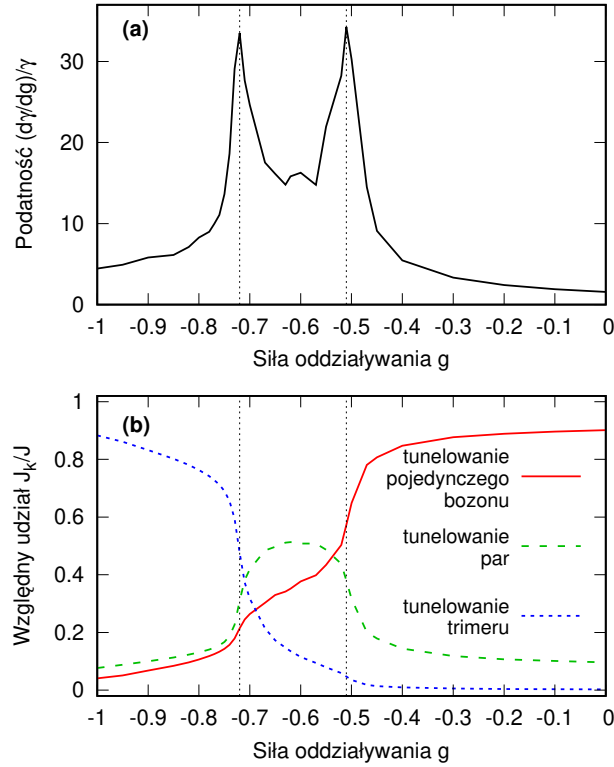 (a)
Podatność (dγ/dg)/γ
30
20
10
0
-1 -0.9 -0.8 -0.7 -0.6 -0.5 -0.4 -0.3 -0.2 -0.1 0
Siła oddziaływania g
(b)
Względny udział Jₖ/J
1
0.8
0.6
0.4
0.2
0
tunelowanie
pojedynczego
bozonu
tunelowanie
par
tunelowanie
trimeru
-1 -0.9 -0.8 -0.7 -0.6 -0.5 -0.4 -0.3 -0.2 -0.1 0
Siła oddziaływania g